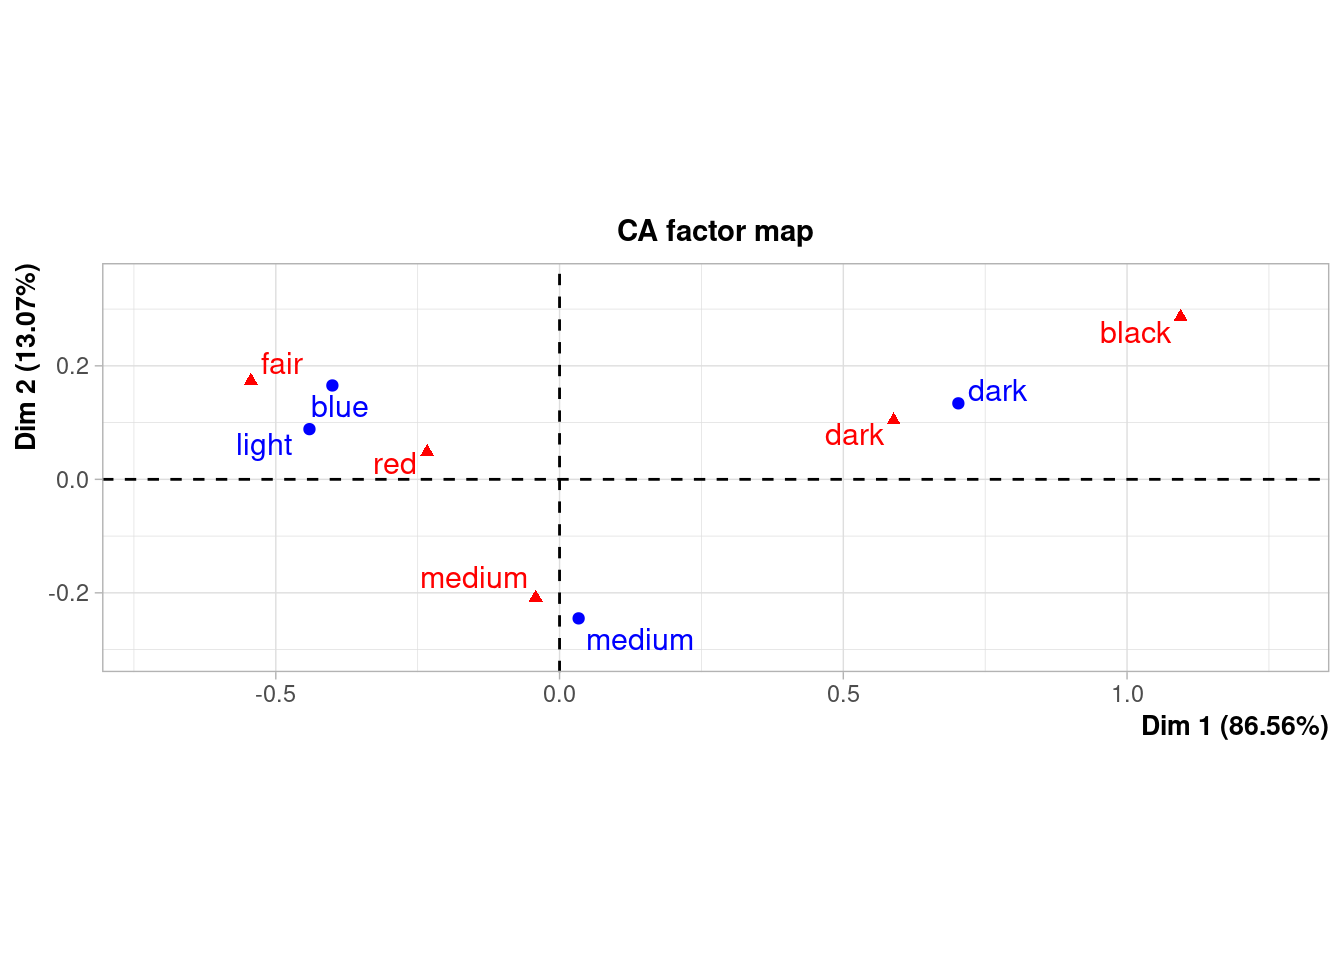 CA factor map
Dim 2 (13.07%)
0.2
0.0
-0.2
fair
blue
light
red
medium
medium
dark
dark
black
-0.5
0.0
0.5
1.0
Dim 1 (86.56%)